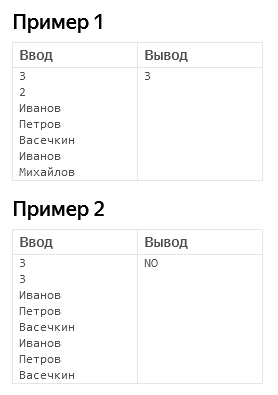 Пример 1
Ввод Вывод
3 3
2
Иванов
Петров
Васечкин
Иванов
Михайлов
Пример 2
Ввод Вывод
3 NO
3
Иванов
Петров
Васечкин
Иванов
Петров
Васечкин